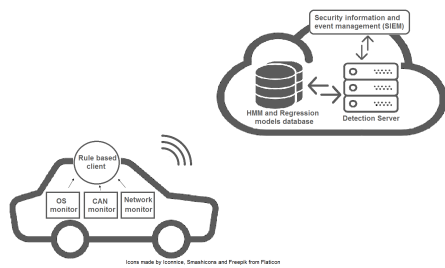 Security information and
event management (SIEM)
HMM and Regression
models database
Detection Server
Rule based
client
OS
monitor
CAN
monitor
Network
monitor
Icons made by Iconnice, Smashicons and Freepik from Flaticon